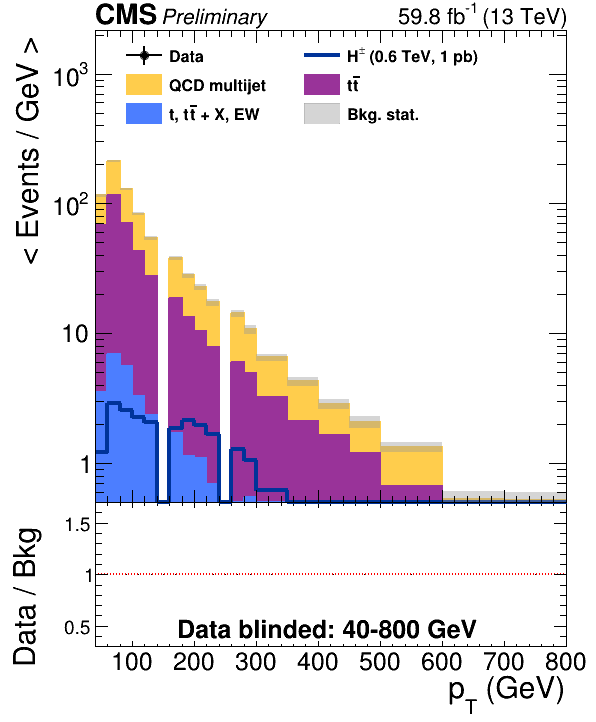 CMS Preliminary 59.8 fb⁻¹ (13 TeV)
< Events / GeV >
10³
10²
10
1
Data
H± (0.6 TeV, 1 pb)
QCD multijet
tt̄
t, tt̄ + X, EW
Bkg. stat.
Data / Bkg
1.5
1
0.5
Data blinded: 40-800 GeV
100 200 300 400 500 600 700 800
p_T (GeV)